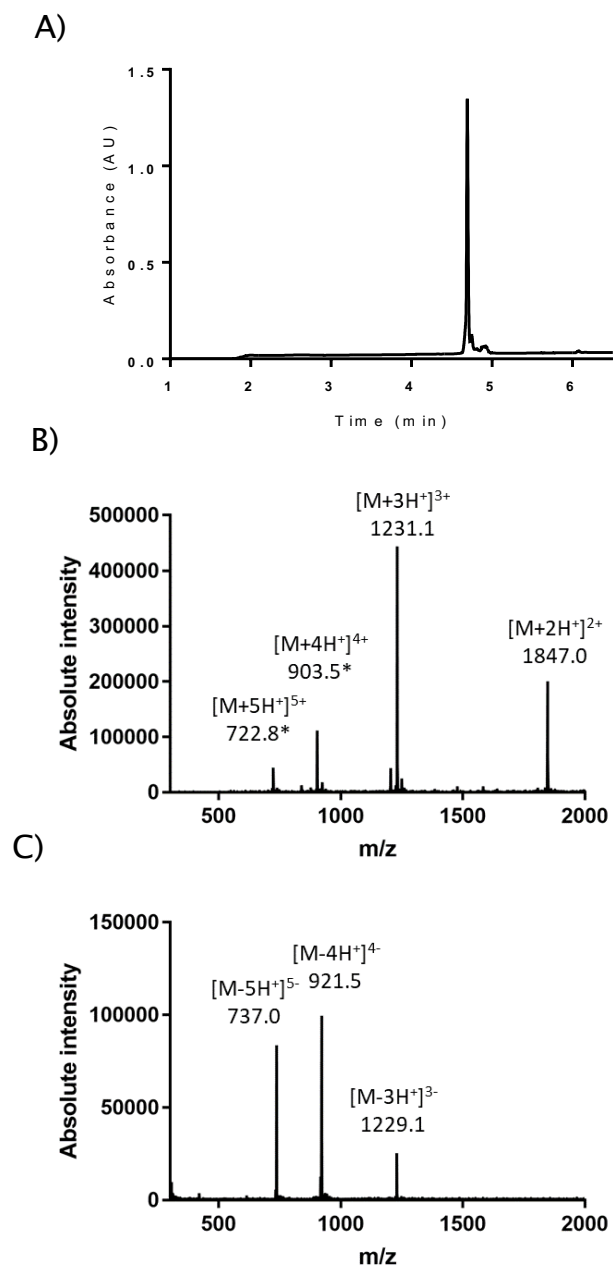 A)
1.5
1.0
0.5
0.0
Absorbance (AU)
1 2 3 4 5 6
Time (min)
B)
500000
400000
300000
200000
100000
0
Absolute intensity
[M+3H⁺]³⁺
1231.1
[M+2H⁺]²⁺
1847.0
[M+4H⁺]⁴⁺
903.5*
[M+5H⁺]⁵⁺
722.8*
500 1000 1500 2000
m/z
C)
150000
100000
50000
0
Absolute intensity
[M-4H⁺]⁴⁻
921.5
[M-5H⁺]⁵⁻
737.0
[M-3H⁺]³⁻
1229.1
500 1000 1500 2000
m/z